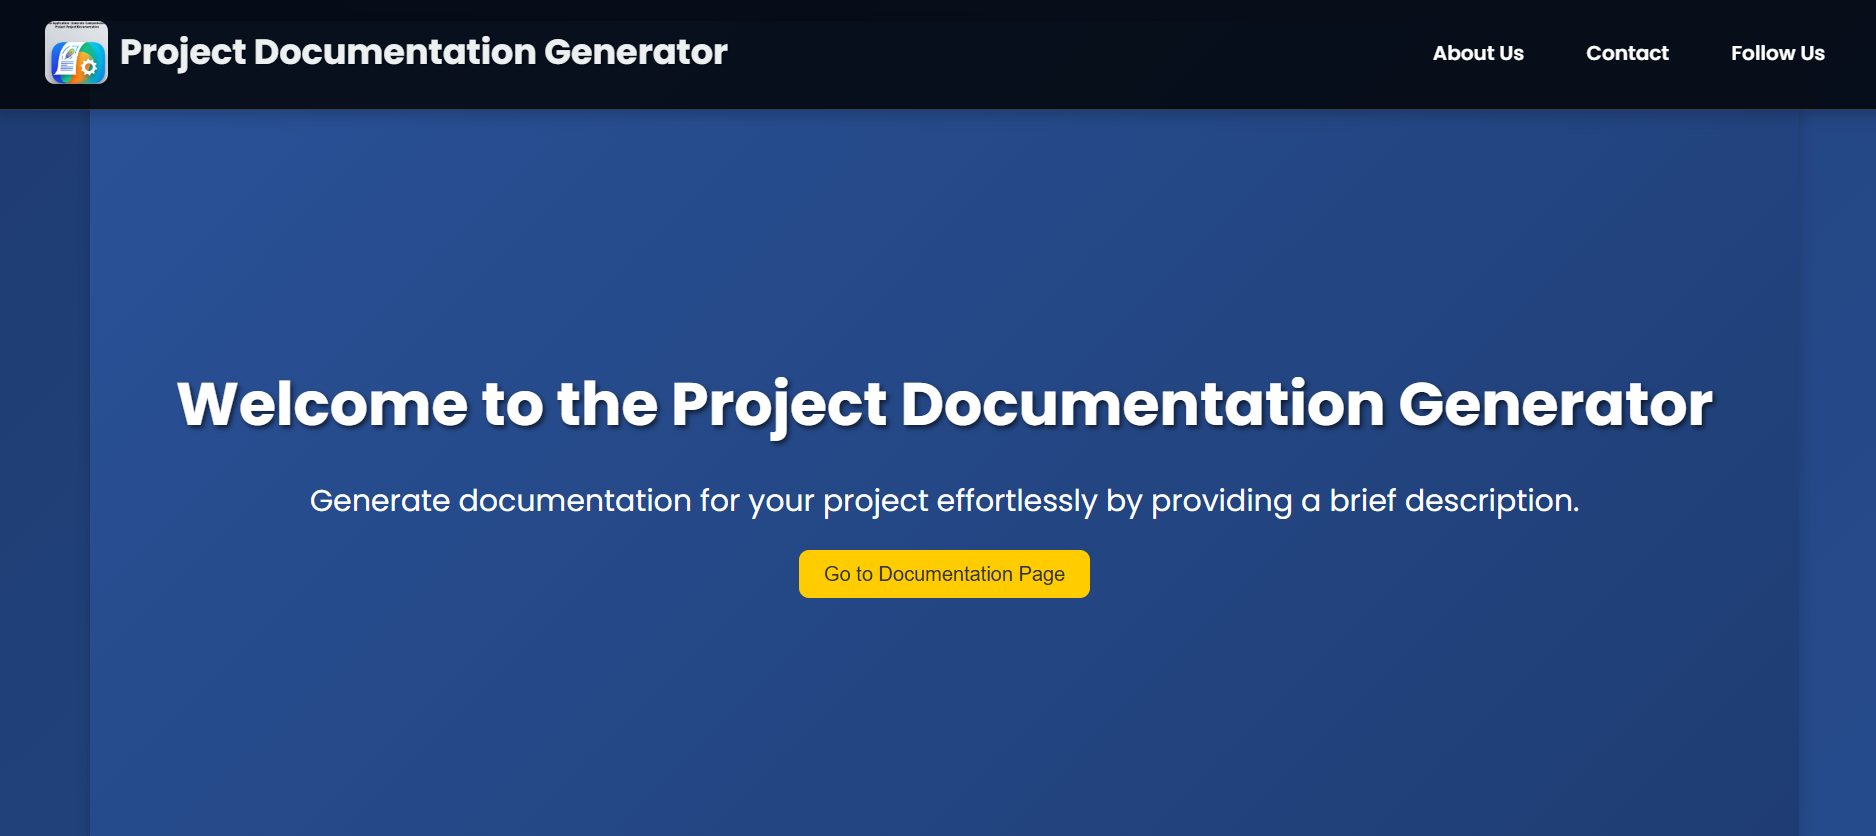 Project Documentation Generator
About Us
Contact
Follow Us
Welcome to the Project Documentation Generator
Generate documentation for your project effortlessly by providing a brief description.
Go to Documentation Page